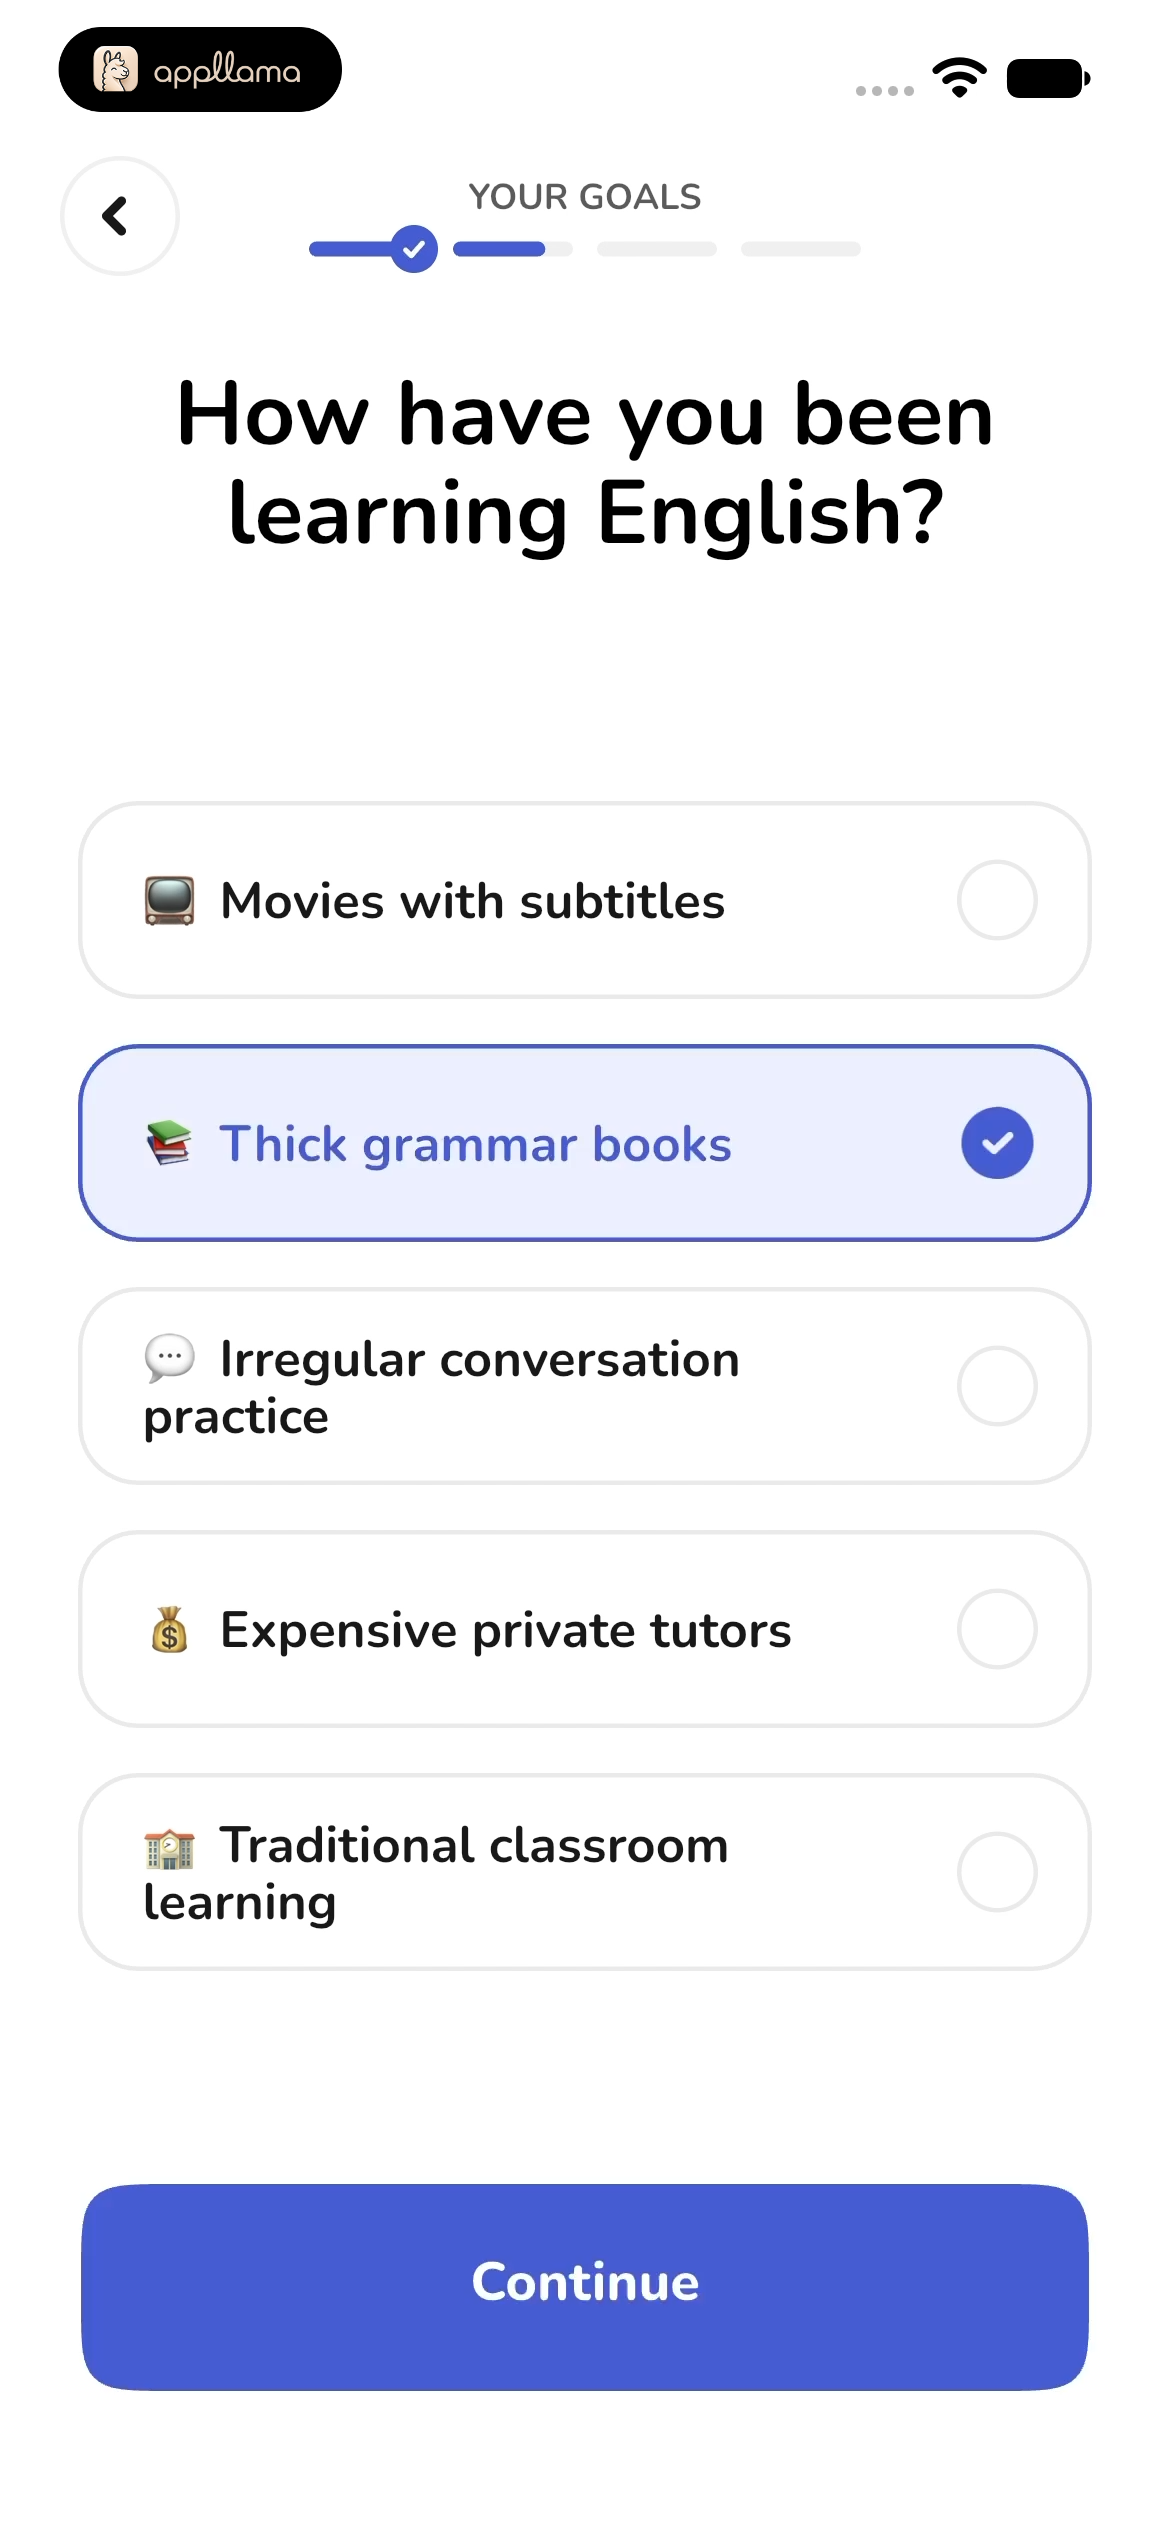 appllama
YOUR GOALS
How have you been
learning English?
Movies with subtitles
Thick grammar books
Irregular conversation
practice
Expensive private tutors
Traditional classroom
learning
Continue